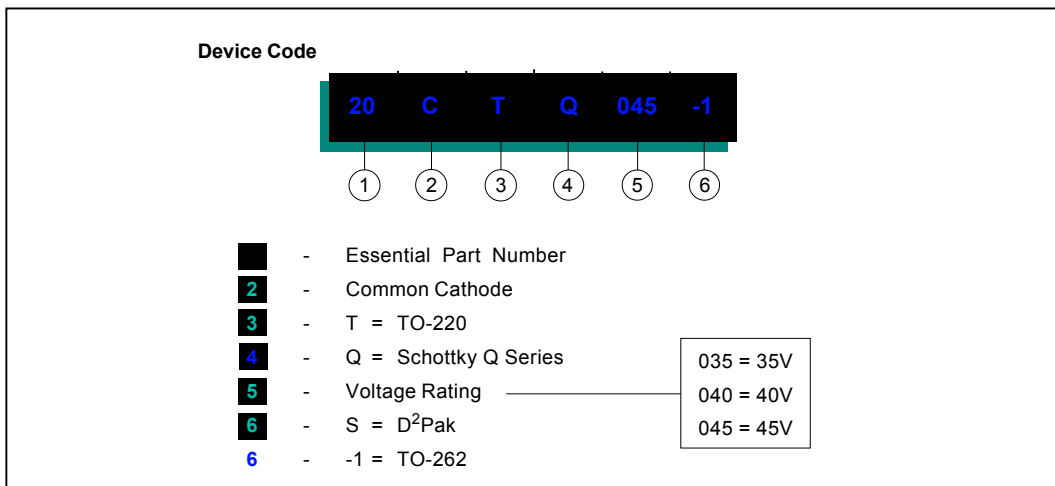 Device Code
20 C T Q 045 -1
1 2 3 4 5 6
- Essential Part Number
2 - Common Cathode
3 - T = TO-220
4 - Q = Schottky Q Series
5 - Voltage Rating
6 - S = D²Pak
6 - -1 = TO-262
035 = 35V
040 = 40V
045 = 45V